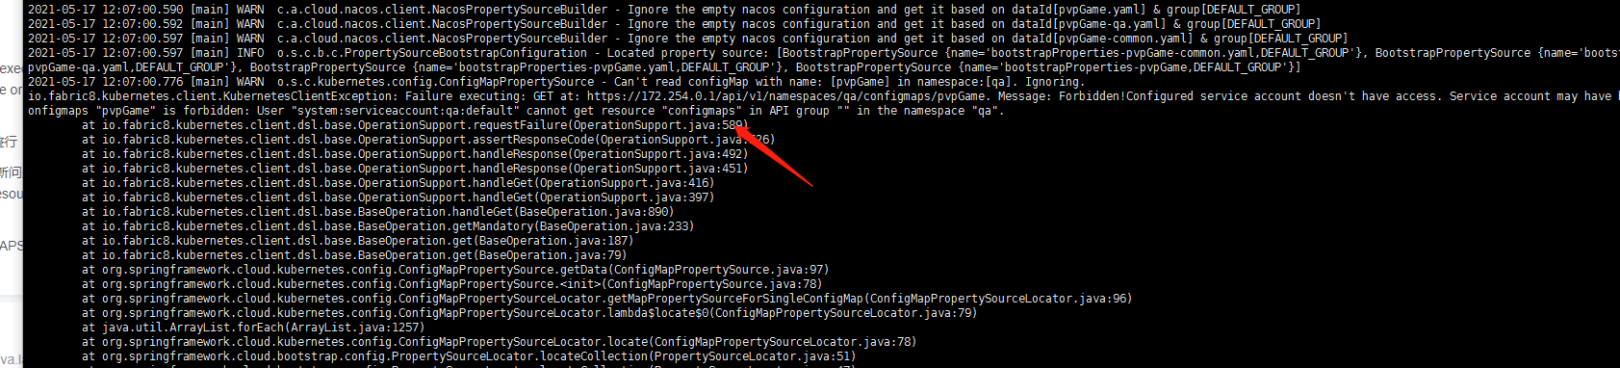 2021-05-17 12:07:00.590 [main] WARN  c.a.cloud.nacos.client.NacosPropertySourceBuilder - Ignore the empty nacos configuration and get it based on dataId[pvpGame.yaml] & group[DEFAULT_GROUP]
2021-05-17 12:07:00.592 [main] WARN  c.a.cloud.nacos.client.NacosPropertySourceBuilder - Ignore the empty nacos configuration and get it based on dataId[pvpGame-qa.yaml] & group[DEFAULT_GROUP]
2021-05-17 12:07:00.597 [main] WARN  c.a.cloud.nacos.client.NacosPropertySourceBuilder - Ignore the empty nacos configuration and get it based on dataId[pvpGame-common.yaml] & group[DEFAULT_GROUP]
2021-05-17 12:07:00.597 [main] INFO  o.s.c.b.c.PropertySourceBootstrapConfiguration - Located property source: [BootstrapPropertySource {name='bootstrapProperties-pvpGame-common.yaml,DEFAULT_GROUP'}, BootstrapPropertySource {name='boots
pvpGame-qa.yaml,DEFAULT_GROUP'}, BootstrapPropertySource {name='bootstrapProperties-pvpGame.yaml,DEFAULT_GROUP'}, BootstrapPropertySource {name='bootstrapProperties-pvpGame,DEFAULT_GROUP'}]
2021-05-17 12:07:00.776 [main] WARN  o.s.c.kubernetes.config.ConfigMapPropertySource - Can't read configMap with name: [pvpGame] in namespace:[qa]. Ignoring.
io.fabric8.kubernetes.client.KubernetesClientException: Failure executing: GET at: https://172.254.0.1/api/v1/namespaces/qa/configmaps/pvpGame. Message: Forbidden!Configured service account doesn't have access. Service account may have
onfigmaps "pvpGame" is forbidden: User "system:serviceaccount:qa:default" cannot get resource "configmaps" in API group "" in the namespace "qa".
at io.fabric8.kubernetes.client.dsl.base.OperationSupport.requestFailure(OperationSupport.java:589)
at io.fabric8.kubernetes.client.dsl.base.OperationSupport.assertResponseCode(OperationSupport.java:526)
at io.fabric8.kubernetes.client.dsl.base.OperationSupport.handleResponse(OperationSupport.java:492)
at io.fabric8.kubernetes.client.dsl.base.OperationSupport.handleResponse(OperationSupport.java:451)
at io.fabric8.kubernetes.client.dsl.base.OperationSupport.handleGet(OperationSupport.java:416)
at io.fabric8.kubernetes.client.dsl.base.OperationSupport.handleGet(OperationSupport.java:397)
at io.fabric8.kubernetes.client.dsl.base.BaseOperation.handleGet(BaseOperation.java:890)
at io.fabric8.kubernetes.client.dsl.base.BaseOperation.getMandatory(BaseOperation.java:233)
at io.fabric8.kubernetes.client.dsl.base.BaseOperation.get(BaseOperation.java:187)
at io.fabric8.kubernetes.client.dsl.base.BaseOperation.get(BaseOperation.java:79)
at org.springframework.cloud.kubernetes.config.ConfigMapPropertySource.getData(ConfigMapPropertySource.java:97)
at org.springframework.cloud.kubernetes.config.ConfigMapPropertySource.<init>(ConfigMapPropertySource.java:78)
at org.springframework.cloud.kubernetes.config.ConfigMapPropertySourceLocator.getMapPropertySourceForSingleConfigMap(ConfigMapPropertySourceLocator.java:96)
at org.springframework.cloud.kubernetes.config.ConfigMapPropertySourceLocator.lambda$locate$0(ConfigMapPropertySourceLocator.java:79)
at java.util.ArrayList.forEach(ArrayList.java:1257)
at org.springframework.cloud.kubernetes.config.ConfigMapPropertySourceLocator.locate(ConfigMapPropertySourceLocator.java:78)
at org.springframework.cloud.bootstrap.config.PropertySourceLocator.locateCollection(PropertySourceLocator.java:51)